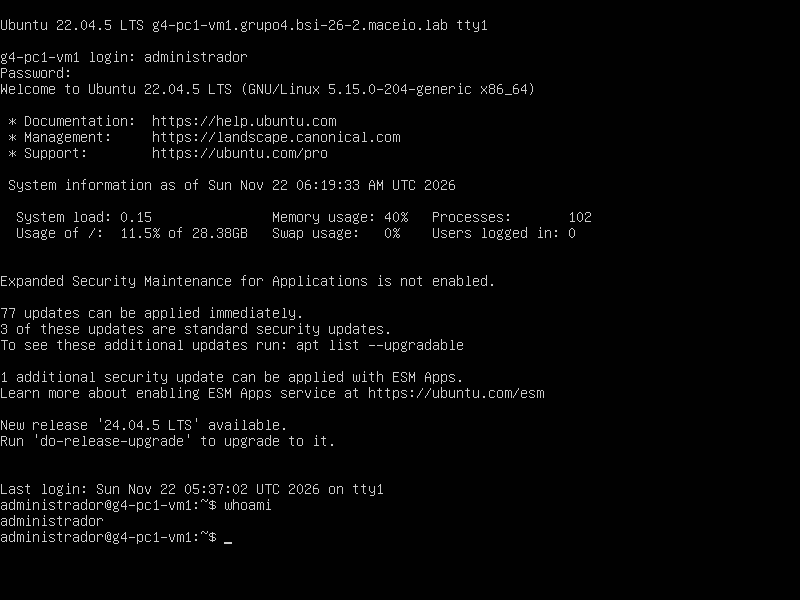 Ubuntu 22.04.5 LTS g4-pc1-vm1.grupo4.bsi-26-2.maceio.lab tty1
g4-pc1-vm1 login: administrador
Password:
Welcome to Ubuntu 22.04.5 LTS (GNU/Linux 5.15.0-204-generic x86_64)
 * Documentation:  https://help.ubuntu.com
 * Management:     https://landscape.canonical.com
 * Support:        https://ubuntu.com/pro
 System information as of Sun Nov 22 06:19:33 AM UTC 2026
  System load: 0.15               Memory usage: 40%   Processes:       102
  Usage of /:  11.5% of 28.38GB   Swap usage:   0%    Users logged in: 0
Expanded Security Maintenance for Applications is not enabled.
77 updates can be applied immediately.
3 of these updates are standard security updates.
To see these additional updates run: apt list --upgradable
1 additional security update can be applied with ESM Apps.
Learn more about enabling ESM Apps service at https://ubuntu.com/esm
New release '24.04.5 LTS' available.
Run 'do-release-upgrade' to upgrade to it.
Last login: Sun Nov 22 05:37:02 UTC 2026 on tty1
administrador@g4-pc1-vm1:~$ whoami
administrador
administrador@g4-pc1-vm1:~$ _